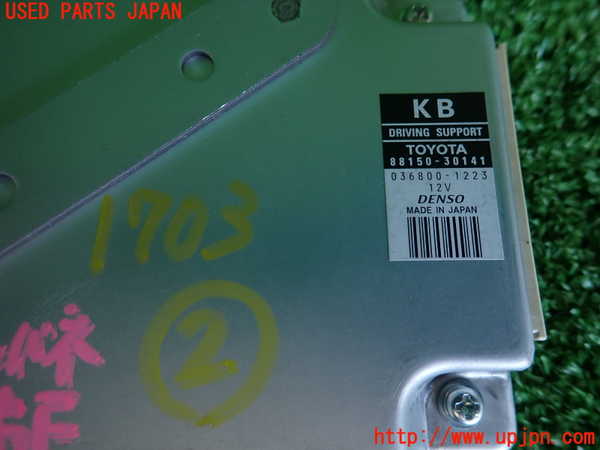 USED PARTS JAPAN
KB
DRIVING SUPPORT
TOYOTA
88150-30141
036800-1223
12V
DENSO
MADE IN JAPAN
1703
2
http://www.upjpn.com